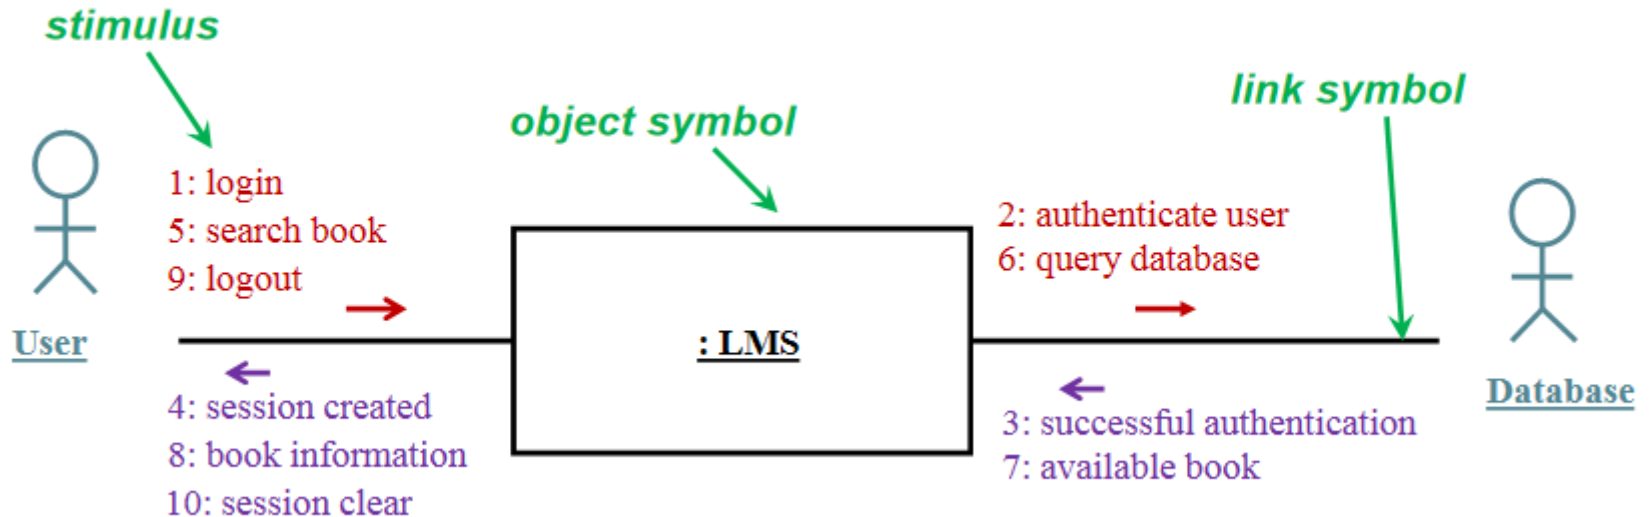 stimulus
link symbol
object symbol
1: login
5: search book
9: logout
2: authenticate user
6: query database
User
: LMS
Database
4: session created
8: book information
10: session clear
3: successful authentication
7: available book